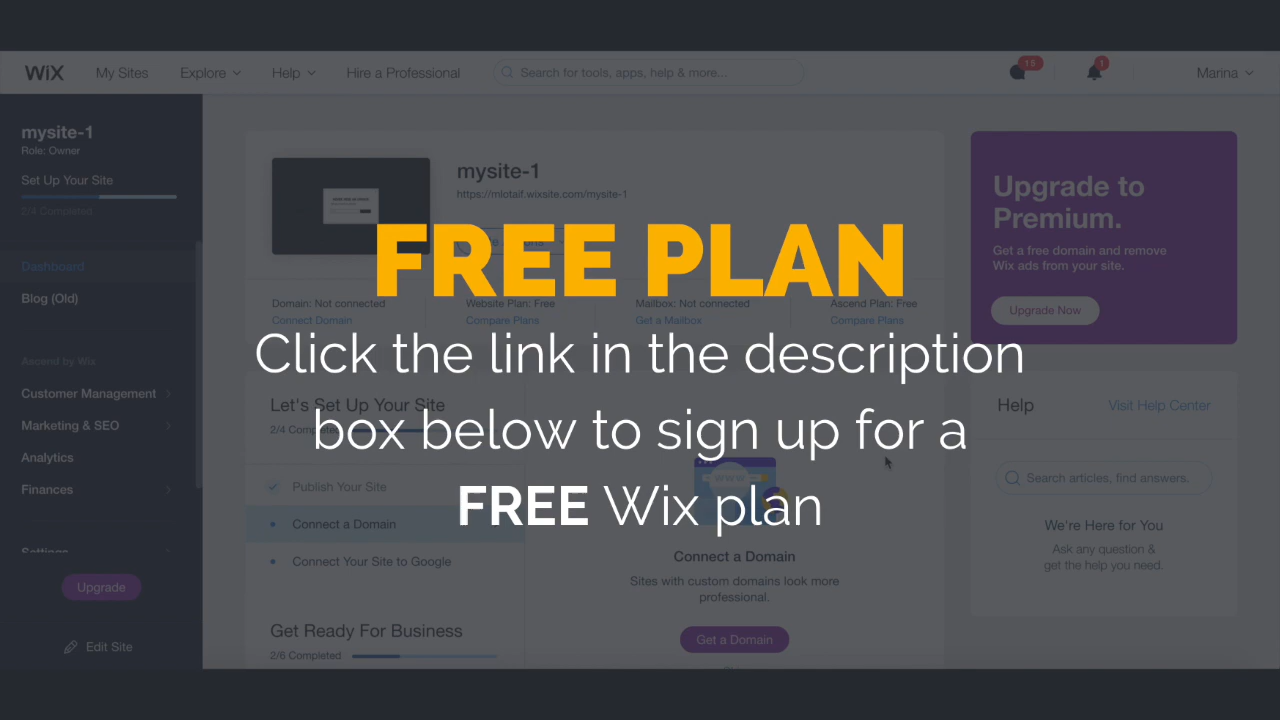 WiX
My Sites
Explore
Help
Hire a Professional
Search for tools, apps, help & more...
15
1
Marina
mysite-1
Role: Owner
Set Up Your Site
2/4 Completed
Dashboard
Blog (Old)
Ascend by Wix
Customer Management
Marketing & SEO
Analytics
Finances
Settings
Upgrade
Edit Site
mysite-1
https://mlotaif.wixsite.com/mysite-1
FREE PLAN
Click the link in the description
box below to sign up for a
FREE Wix plan
Domain: Not connected
Connect Domain
Website Plan: Free
Compare Plans
Mailbox: Not connected
Get a Mailbox
Ascend Plan: Free
Compare Plans
Let's Set Up Your Site
2/4 Completed
Publish Your Site
Connect a Domain
Connect Your Site to Google
Get Ready For Business
2/6 Completed
Connect a Domain
Sites with custom domains look more
professional.
Get a Domain
Upgrade to
Premium.
Get a free domain and remove
Wix ads from your site.
Upgrade Now
Help
Visit Help Center
Search articles, find answers.
We're Here for You
Ask any question &
get the help you need.